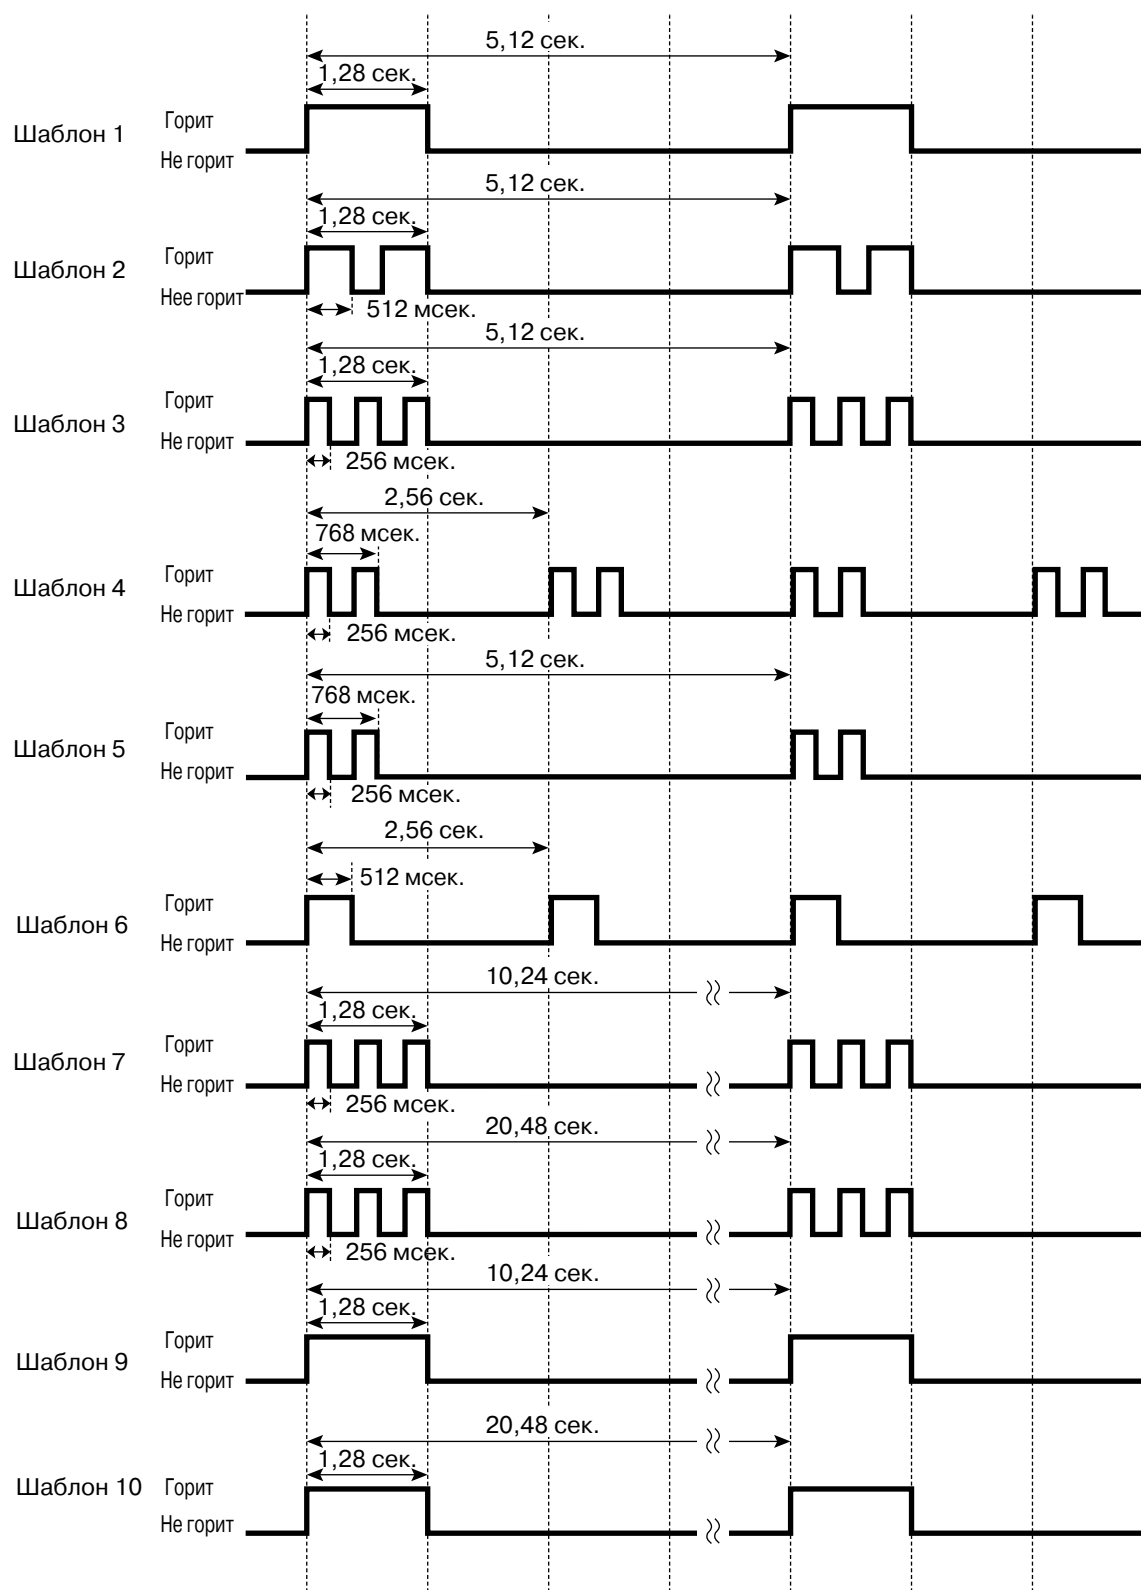 5,12 сек.
1,28 сек.
Шаблон 1
Горит
Не горит
5,12 сек.
1,28 сек.
Шаблон 2
Горит
Нее горит
512 мсек.
5,12 сек.
1,28 сек.
Шаблон 3
Горит
Не горит
256 мсек.
2,56 сек.
768 мсек.
Шаблон 4
Горит
Не горит
256 мсек.
5,12 сек.
768 мсек.
Шаблон 5
Горит
Не горит
256 мсек.
2,56 сек.
512 мсек.
Шаблон 6
Горит
Не горит
10,24 сек.
1,28 сек.
Шаблон 7
Горит
Не горит
256 мсек.
20,48 сек.
1,28 сек.
Шаблон 8
Горит
Не горит
256 мсек.
10,24 сек.
1,28 сек.
Шаблон 9
Горит
Не горит
20,48 сек.
1,28 сек.
Шаблон 10
Горит
Не горит